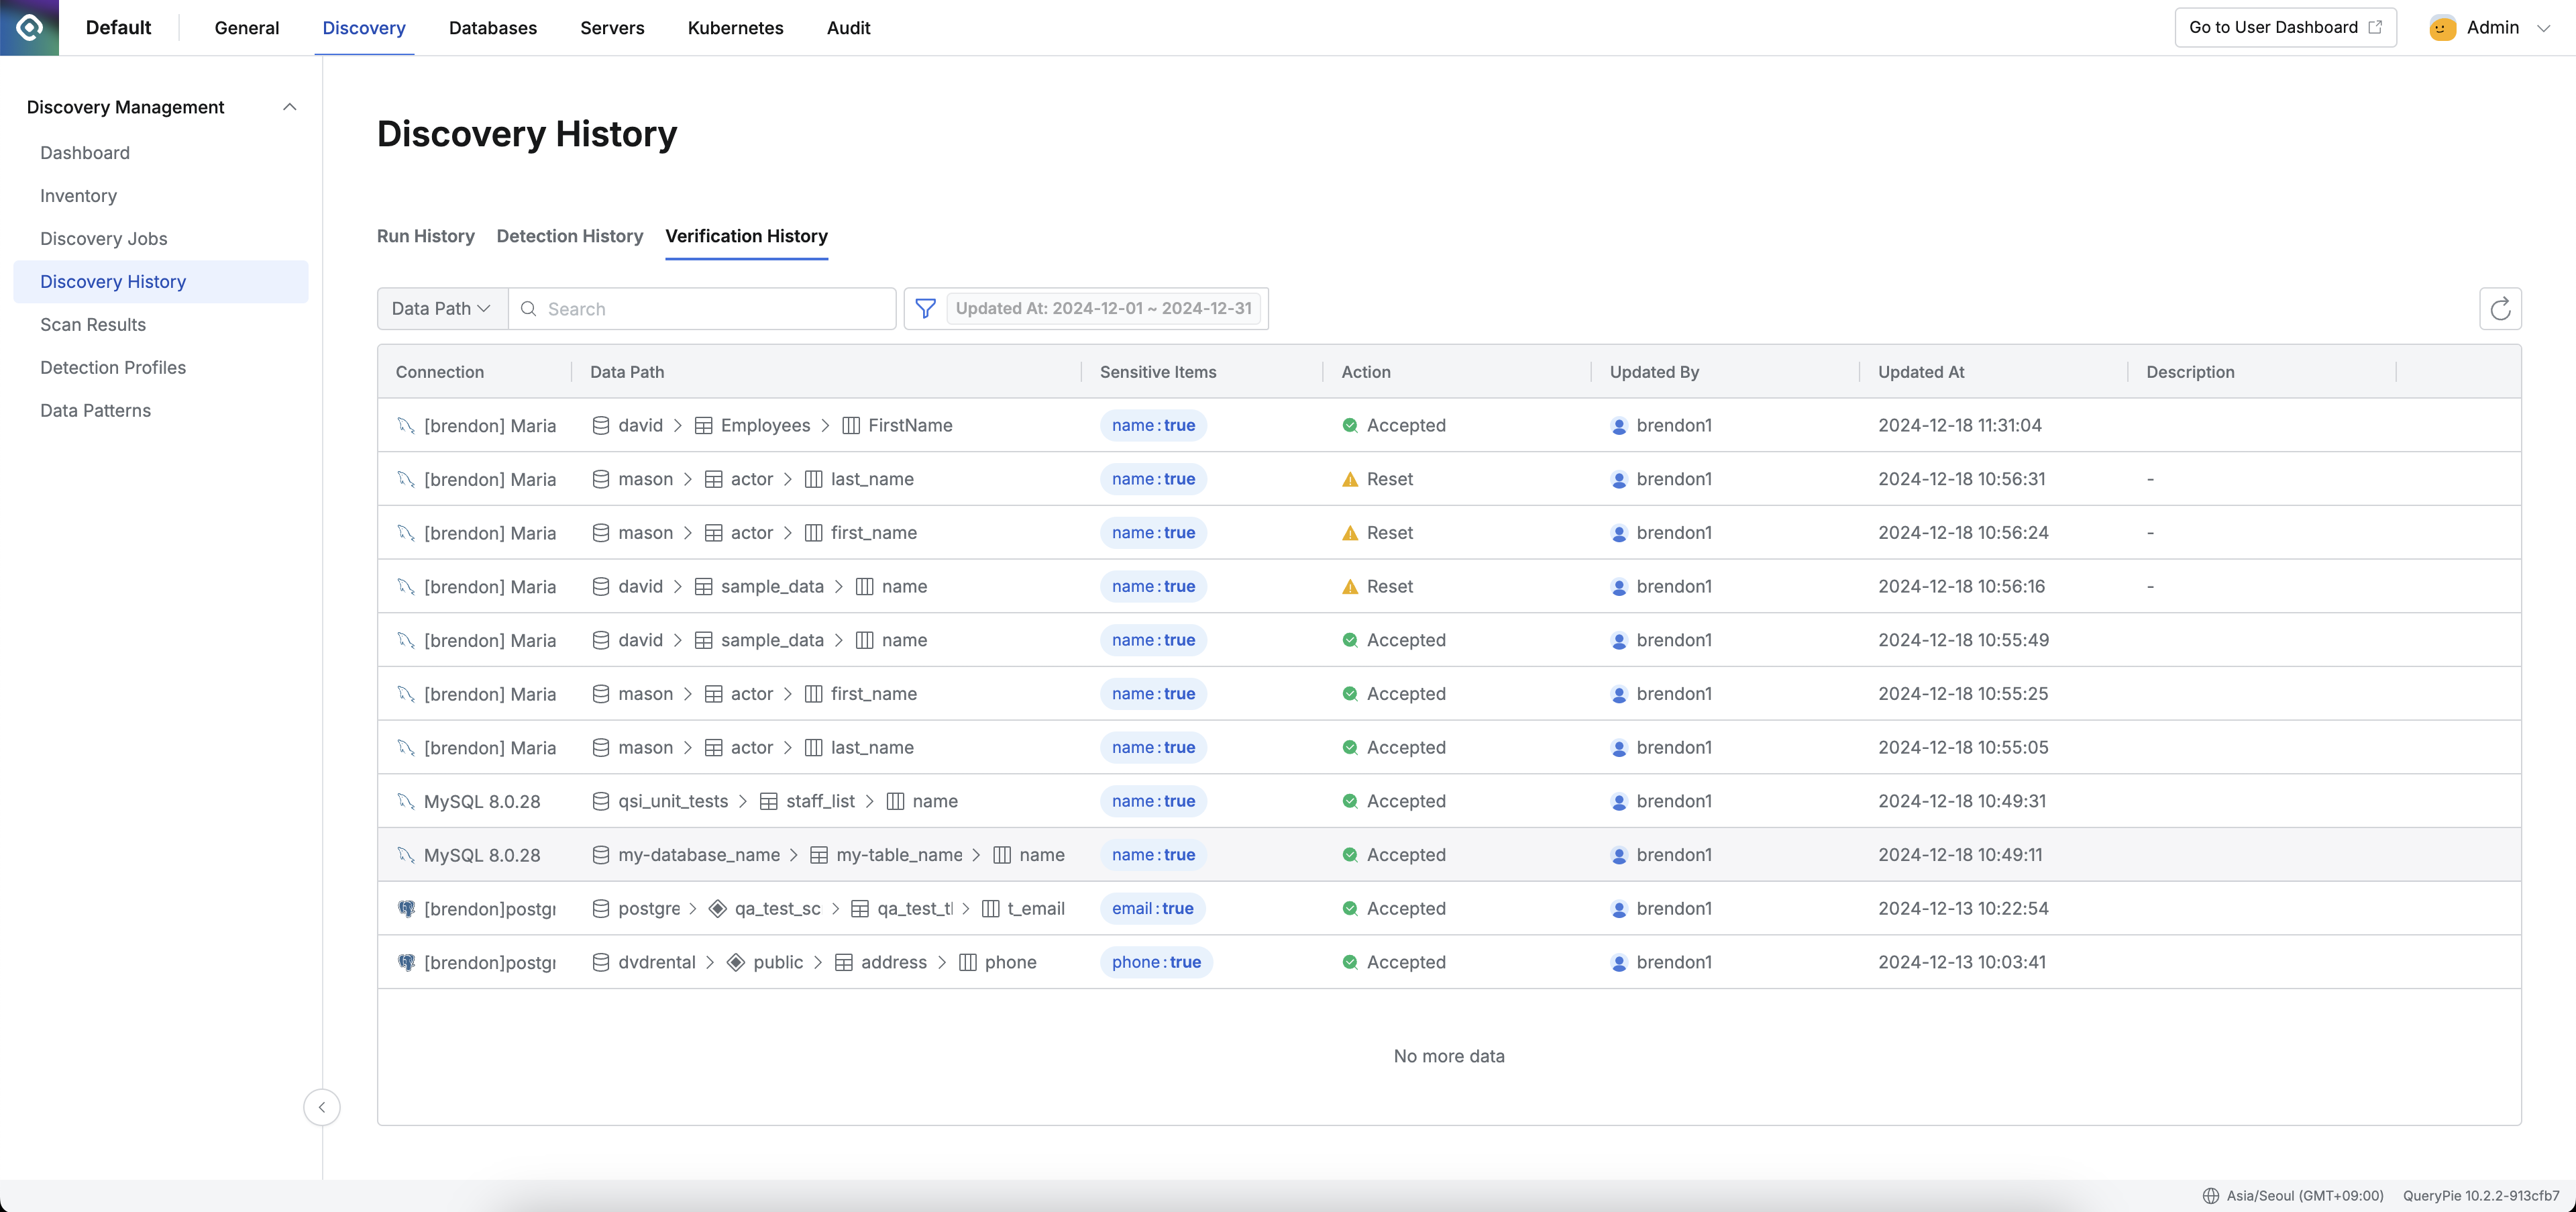 Default General Discovery Databases Servers Kubernetes Audit Go to User Dashboard Admin
Discovery Management
Dashboard
Inventory
Discovery Jobs
Discovery History
Scan Results
Detection Profiles
Data Patterns
Discovery History
Run History Detection History Verification History
Data Path Search Updated At: 2024-12-01 ~ 2024-12-31
Connection Data Path Sensitive Items Action Updated By Updated At Description
[brendon] Maria david > Employees > FirstName name:true Accepted brendon1 2024-12-18 11:31:04
[brendon] Maria mason > actor > last_name name:true Reset brendon1 2024-12-18 10:56:31 -
[brendon] Maria mason > actor > first_name name:true Reset brendon1 2024-12-18 10:56:24 -
[brendon] Maria david > sample_data > name name:true Reset brendon1 2024-12-18 10:56:16 -
[brendon] Maria david > sample_data > name name:true Accepted brendon1 2024-12-18 10:55:49
[brendon] Maria mason > actor > first_name name:true Accepted brendon1 2024-12-18 10:55:25
[brendon] Maria mason > actor > last_name name:true Accepted brendon1 2024-12-18 10:55:05
MySQL 8.0.28 qsi_unit_tests > staff_list > name name:true Accepted brendon1 2024-12-18 10:49:31
MySQL 8.0.28 my-database_name > my-table_name > name name:true Accepted brendon1 2024-12-18 10:49:11
[brendon]postgr postgre > qa_test_sc > qa_test_tl > t_email email:true Accepted brendon1 2024-12-13 10:22:54
[brendon]postgr dvdrental > public > address > phone phone:true Accepted brendon1 2024-12-13 10:03:41
No more data
Asia/Seoul (GMT+09:00) QueryPie 10.2.2-913cfb7